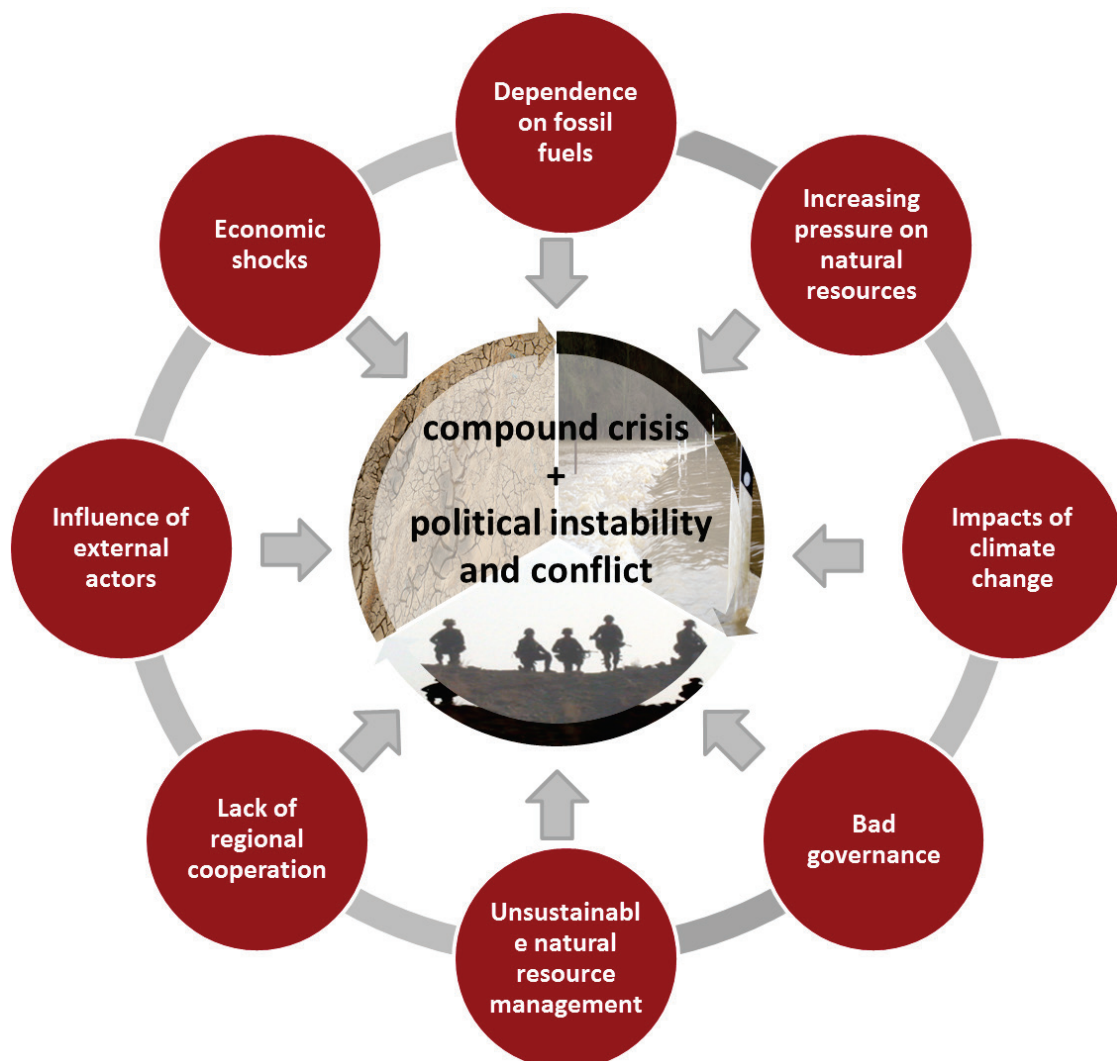 Dependence
on fossil
fuels
Increasing
pressure on
natural
resources
Impacts of
climate
change
Bad
governance
Unsustainabl
e natural
resource
management
Lack of
regional
cooperation
Influence of
external
actors
Economic
shocks
compound crisis
+
political instability
and conflict